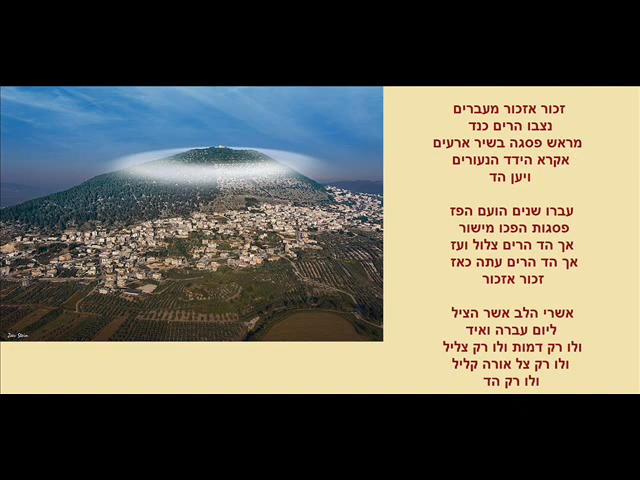 זכור אזכור מעברים
נצבו הרים כנד
מראש פסגה בשיר ארעים
אקרא הידד הנעורים
ויען הד
עברו שנים הועם הפז
פסגות הפכו מישור
אך הד הרים צלול ועז
אך הד הרים עתה כאז
זכור אזכור
אשרי הלב אשר הציל
ליום עברה ואיד
ולו רק דמות ולו רק צליל
ולו רק צל אורה קליל
ולו רק הד